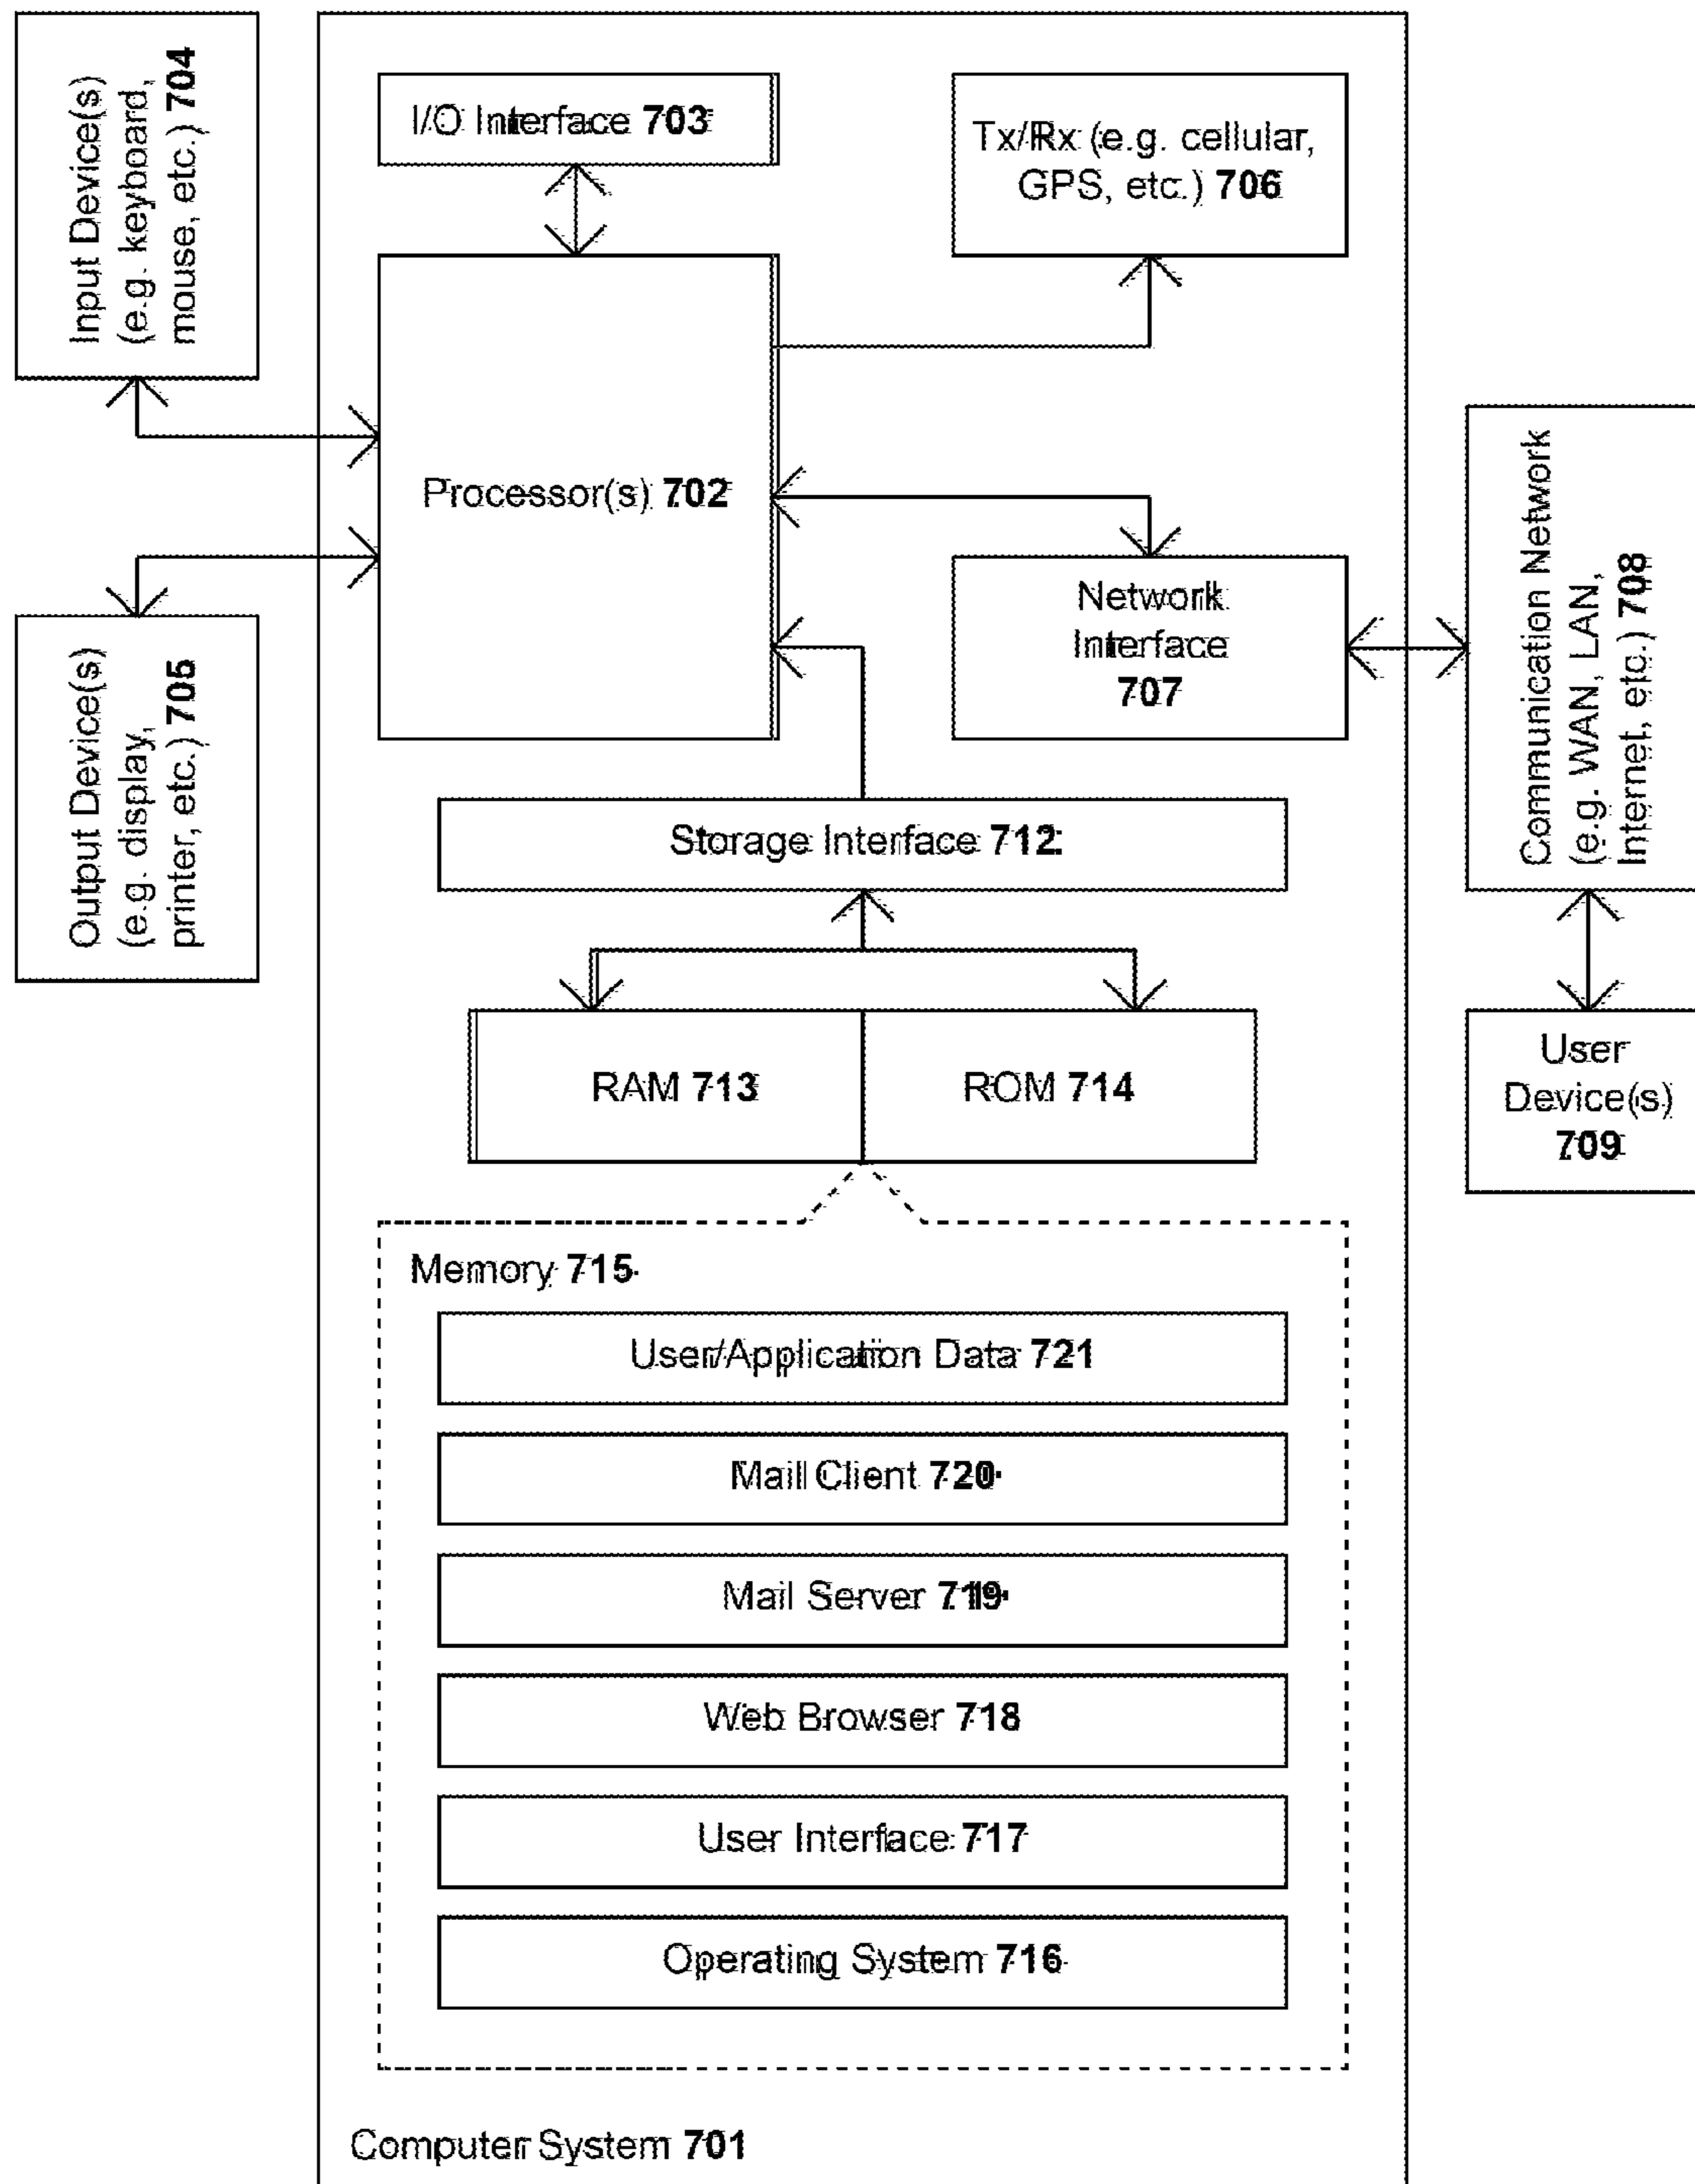 Input Device(s)
(e.g. keyboard,
mouse, etc.) 704
I/O Interface 703
Tx/Rx (e.g. cellular,
GPS, etc.) 706
Processor(s) 702
Output Device(s)
(e.g. display,
printer, etc.) 705
Network
Interface
707
Communication Network
(e.g. WAN, LAN,
Internet, etc.) 708
Storage Interface 712
RAM 713
ROM 714
User
Device(s)
709
Memory 715
User/Application Data 721
Mail Client 720
Mail Server 719
Web Browser 718
User Interface 717
Operating System 716
Computer System 701